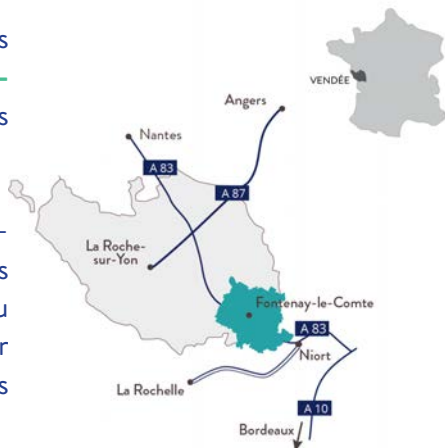 s
s
s
u
r
s
VENDÉE
Angers
Nantes
A 83
A 87
La Roche-
sur-Yon
Fontenay-le-Comte
A 83
Niort
La Rochelle
A 10
Bordeaux